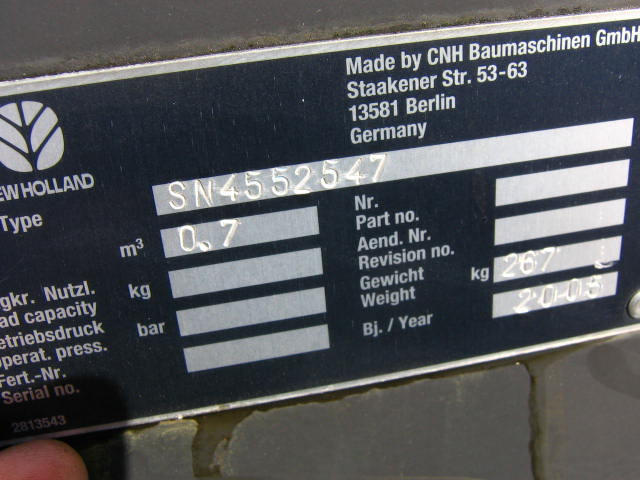 Made by CNH Baumaschinen GmbH
Staakener Str. 53-63
13581 Berlin
Germany
EW HOLLAND
Type
SN4552547
m³
0.7
gkr. Nutzl.
ad capacity
kg
etriebsdruck
operat. press.
bar
Fert.-Nr.
Serial no.
2813543
Nr.
Part no.
Aend. Nr.
Revision no.
Gewicht
Weight
kg
267
Bj. / Year